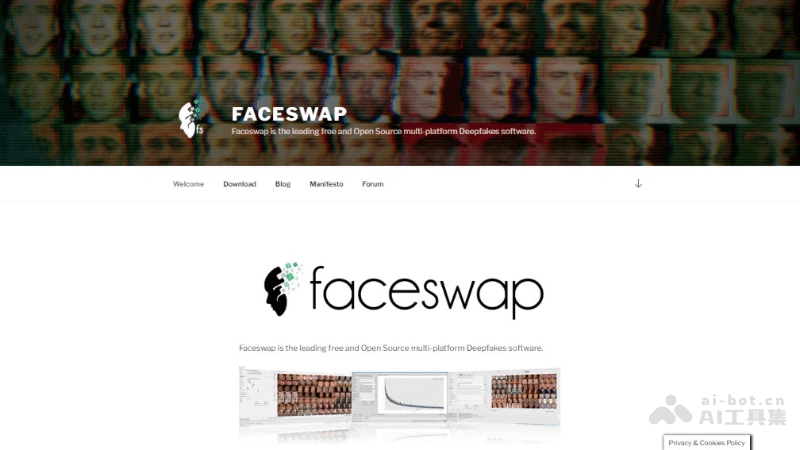 FACESWAP
fs
Faceswap is the leading free and Open Source multi-platform Deepfakes software.
Welcome Download Blog Manifesto Forum
faceswap
Faceswap is the leading free and Open Source multi-platform Deepfakes software.
ai-bot.cn
AI工具集
Privacy & Cookies Policy